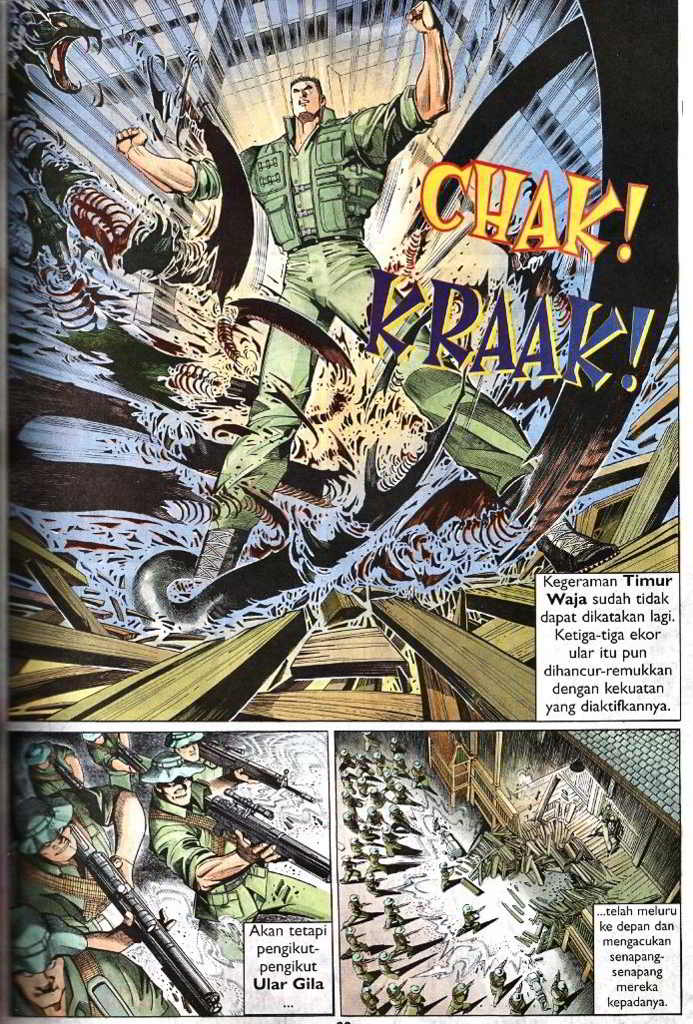 CHAK!
KRAAK!
Kegeraman Timur
Waja sudah tidak
dapat dikatakan lagi.
Ketiga-tiga ekor
ular itu pun
dihancur-remukkan
dengan kekuatan
yang diaktifkannya.
Akan tetapi
pengikut-
pengikut
Ular Gila
...
...telah meluru
ke depan dan
mengacukan
senapang-
senapang
mereka
kepadanya.